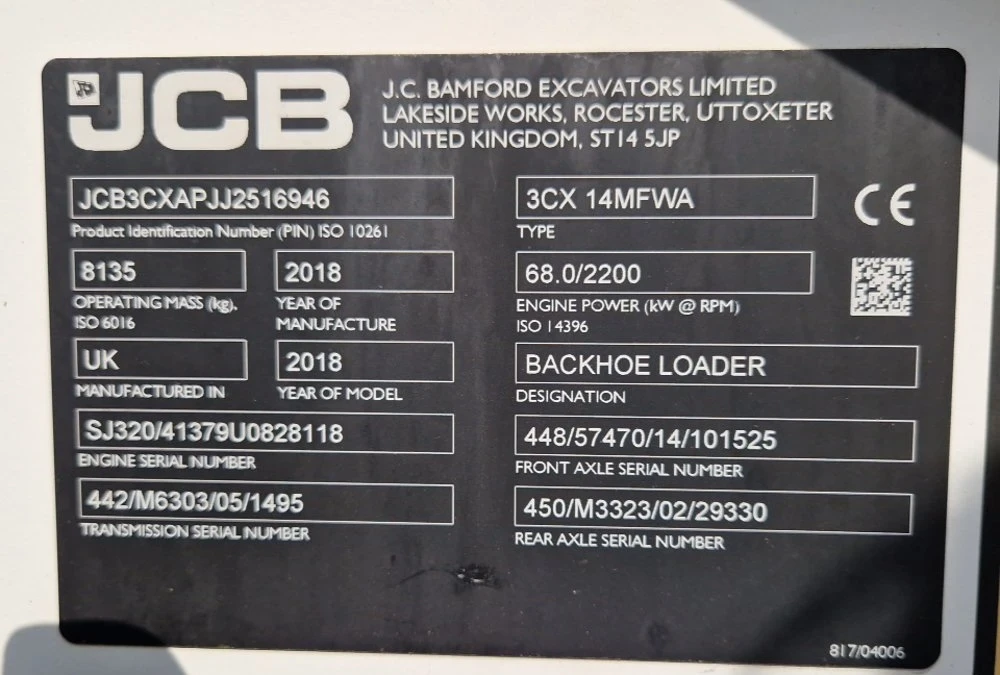 JCB
J.C. BAMFORD EXCAVATORS LIMITED
LAKESIDE WORKS, ROCESTER, UTTOXETER
UNITED KINGDOM, ST14 5JP
JCB3CXAPJJ2516946
Product Identification Number (PIN) ISO 10261
3CX 14MFWA
TYPE
CE
8135
OPERATING MASS (kg),
ISO 6016
2018
YEAR OF
MANUFACTURE
68.0/2200
ENGINE POWER (kW @ RPM)
ISO 14396
UK
MANUFACTURED IN
2018
YEAR OF MODEL
BACKHOE LOADER
DESIGNATION
SJ320/41379U0828118
ENGINE SERIAL NUMBER
448/57470/14/101525
FRONT AXLE SERIAL NUMBER
442/M6303/05/1495
TRANSMISSION SERIAL NUMBER
450/M3323/02/29330
REAR AXLE SERIAL NUMBER
817/04006